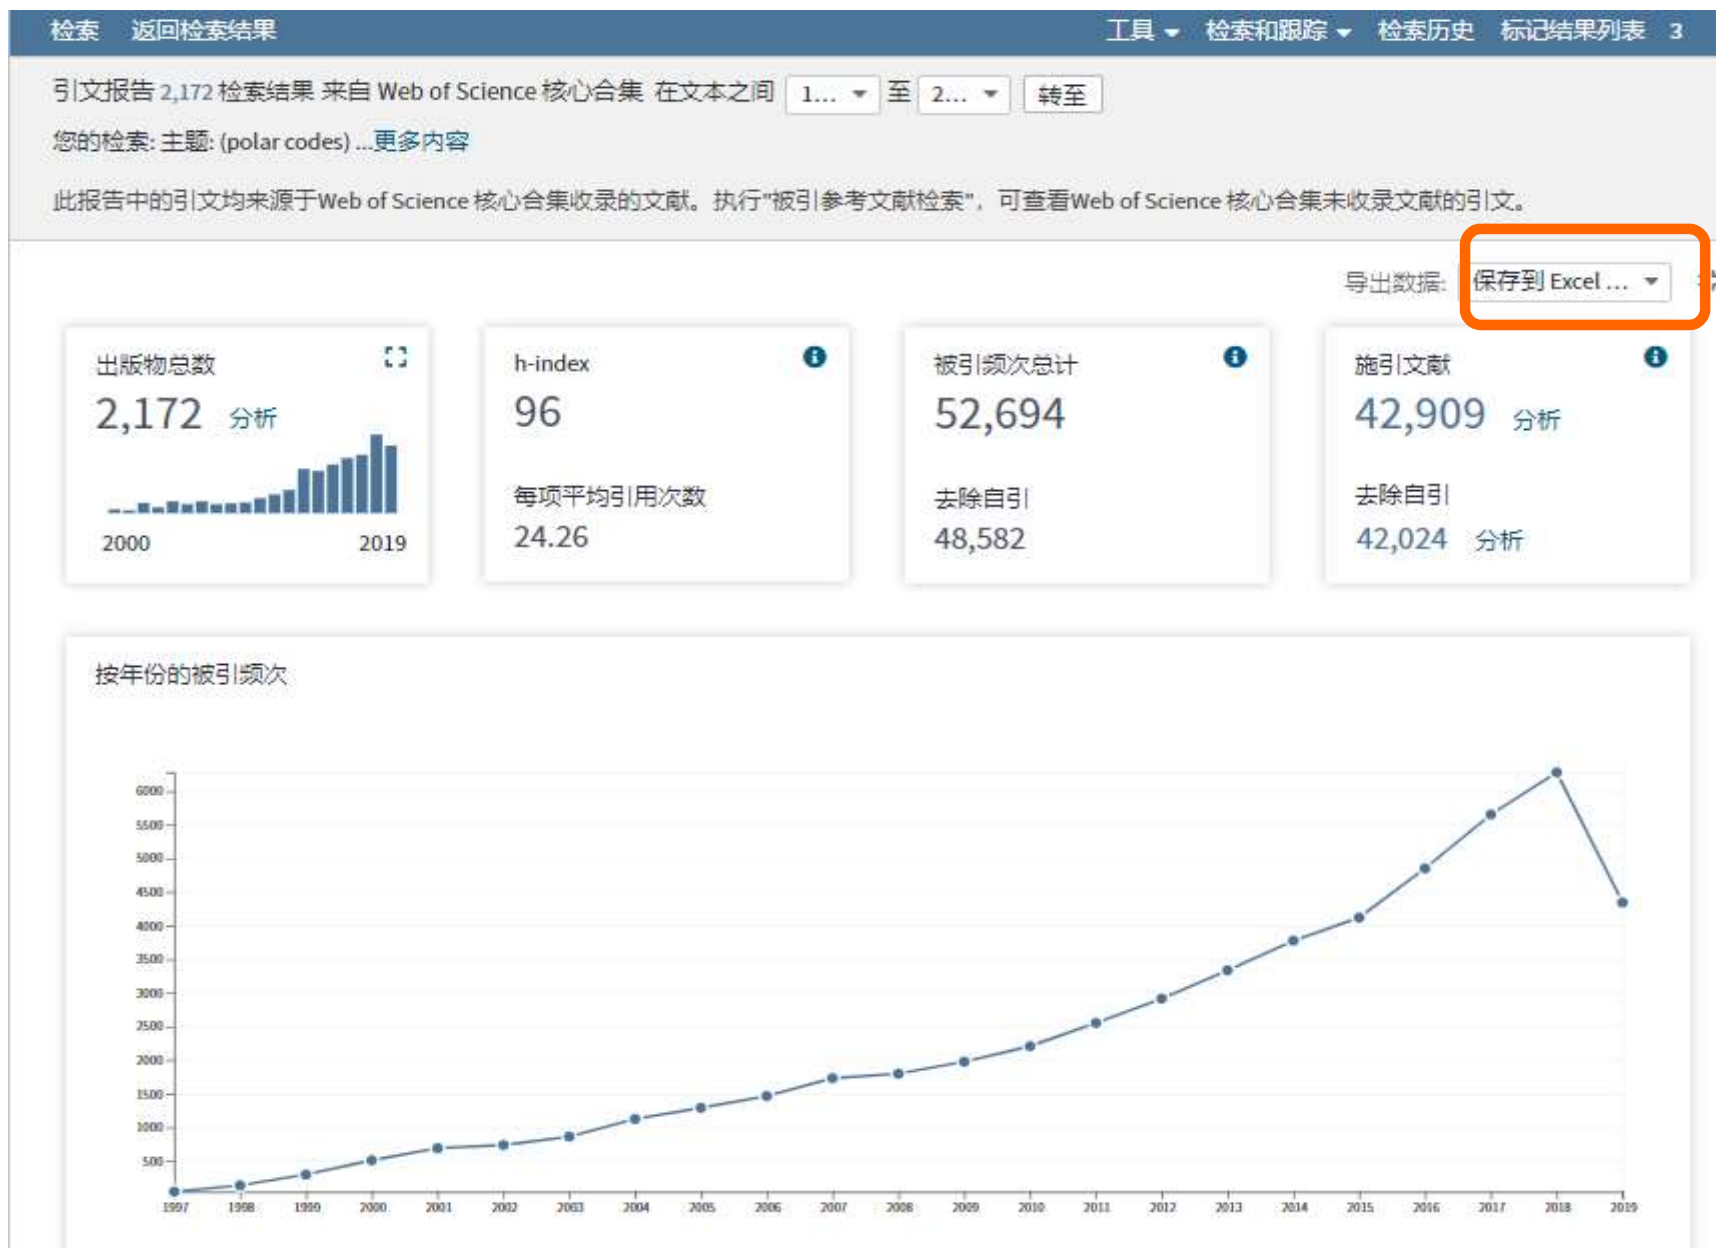 检索 返回检索结果 工具 检索和跟踪 检索历史 标记结果列表 3
引文报告 2,172 检索结果 来自 Web of Science 核心合集 在文本之间 1... 至 2... 转至
您的检索: 主题: (polar codes) ...更多内容
此报告中的引文均来源于Web of Science 核心合集收录的文献。执行"被引参考文献检索"，可查看Web of Science 核心合集未收录文献的引文。
导出数据: 保存到 Excel ...
出版物总数
2,172 分析
2000 2019
h-index
96
每项平均引用次数
24.26
被引频次总计
52,694
去除自引
48,582
施引文献
42,909 分析
去除自引
42,024 分析
按年份的被引频次
6000
5500
5000
4500
4000
3500
3000
2500
2000
1500
1000
500
1997 1998 1999 2000 2001 2002 2003 2004 2005 2006 2007 2008 2009 2010 2011 2012 2013 2014 2015 2016 2017 2018 2019